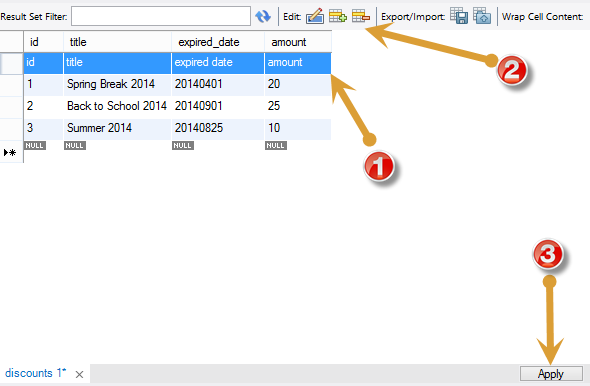 Result Set Filter: Edit: Export/Import: Wrap Cell Content:
id title expired_date amount
id title expired date amount
1 Spring Break 2014 20140401 20
2 Back to School 2014 20140901 25
3 Summer 2014 20140825 10
NULL NULL NULL NULL
2
1
3
discounts 1* Apply